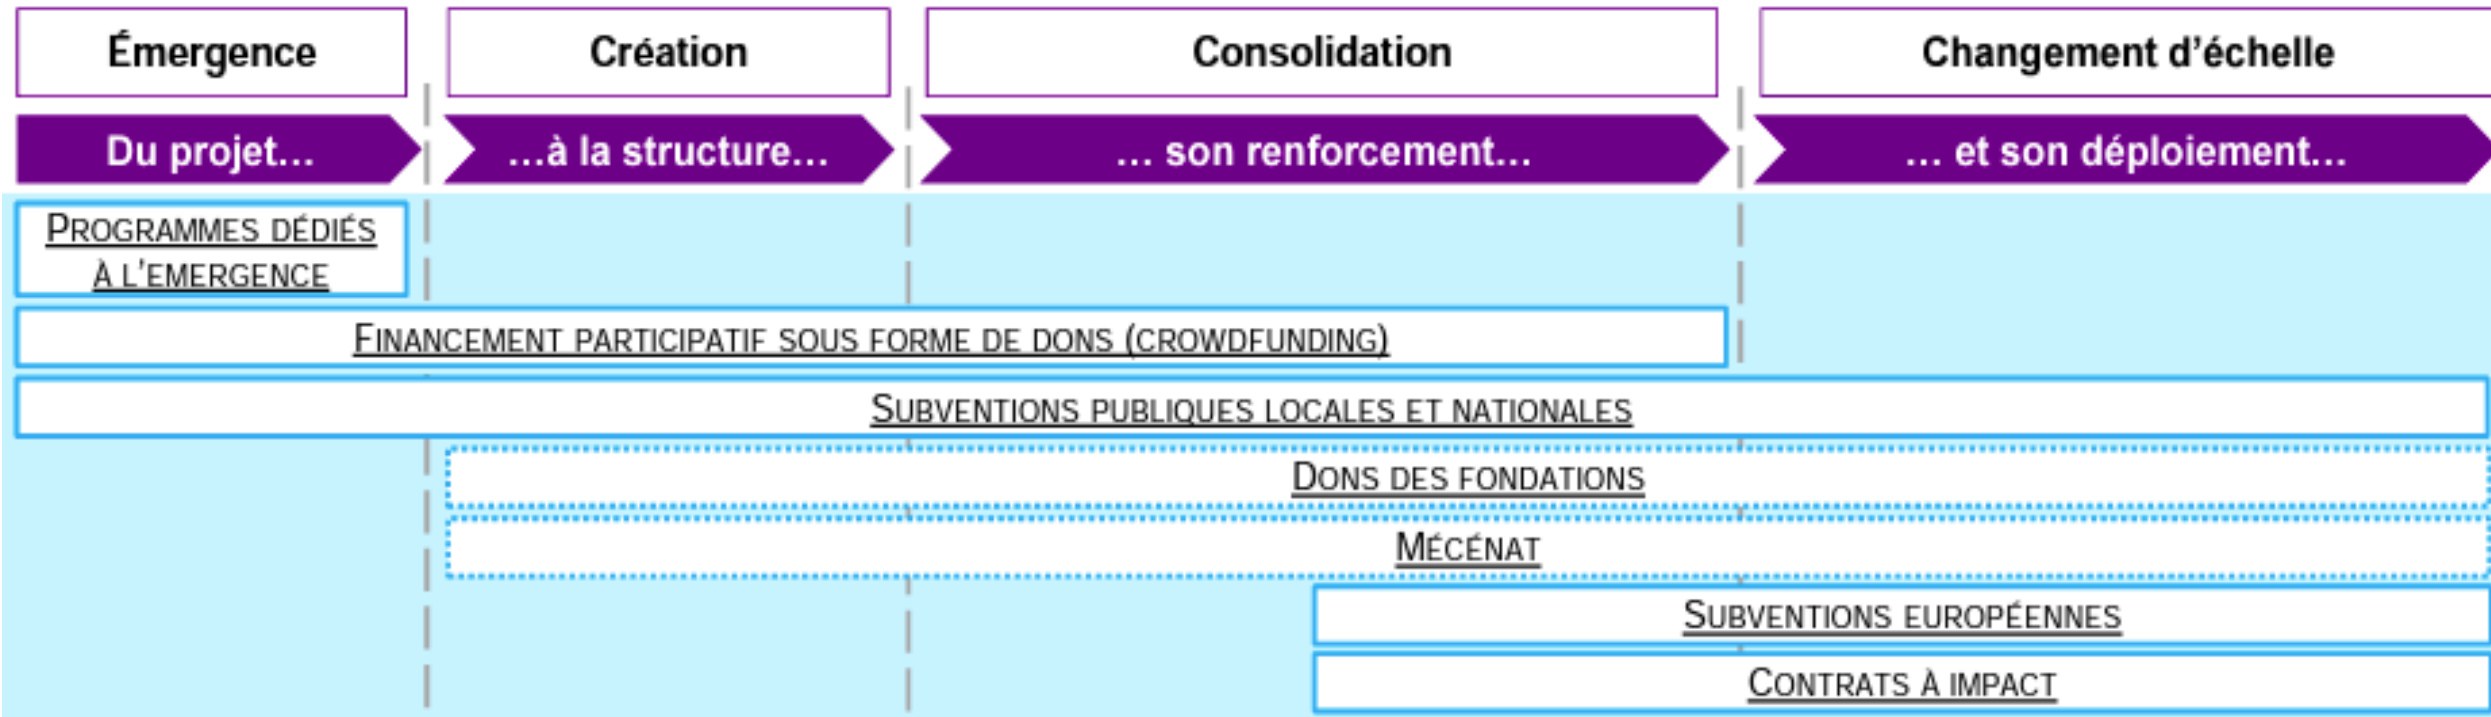 Émergence
Création
Consolidation
Changement d'échelle
Du projet...
...à la structure...
... son renforcement...
... et son déploiement...
PROGRAMMES DÉDIÉS
À L'EMERGENCE
FINANCEMENT PARTICIPATIF SOUS FORME DE DONS (CROWDFUNDING)
SUBVENTIONS PUBLIQUES LOCALES ET NATIONALES
DONS DES FONDATIONS
MÉCÉNAT
SUBVENTIONS EUROPÉENNES
CONTRATS À IMPACT